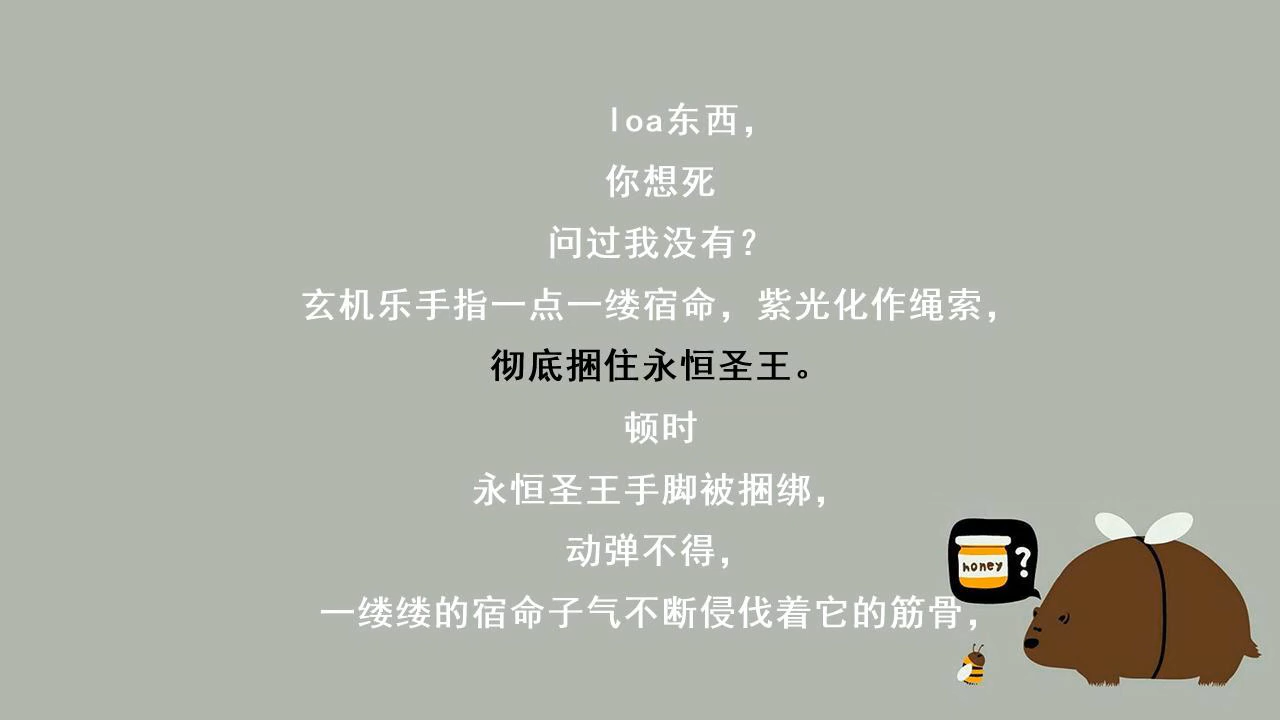 loa东西，
你想死
问过我没有？
玄机乐手指一点一缕宿命，紫光化作绳索，
彻底捆住永恒圣王。
顿时
永恒圣王手脚被捆绑，
动弹不得，
一缕缕的宿命子气不断侵伐着它的筋骨，
honey ?